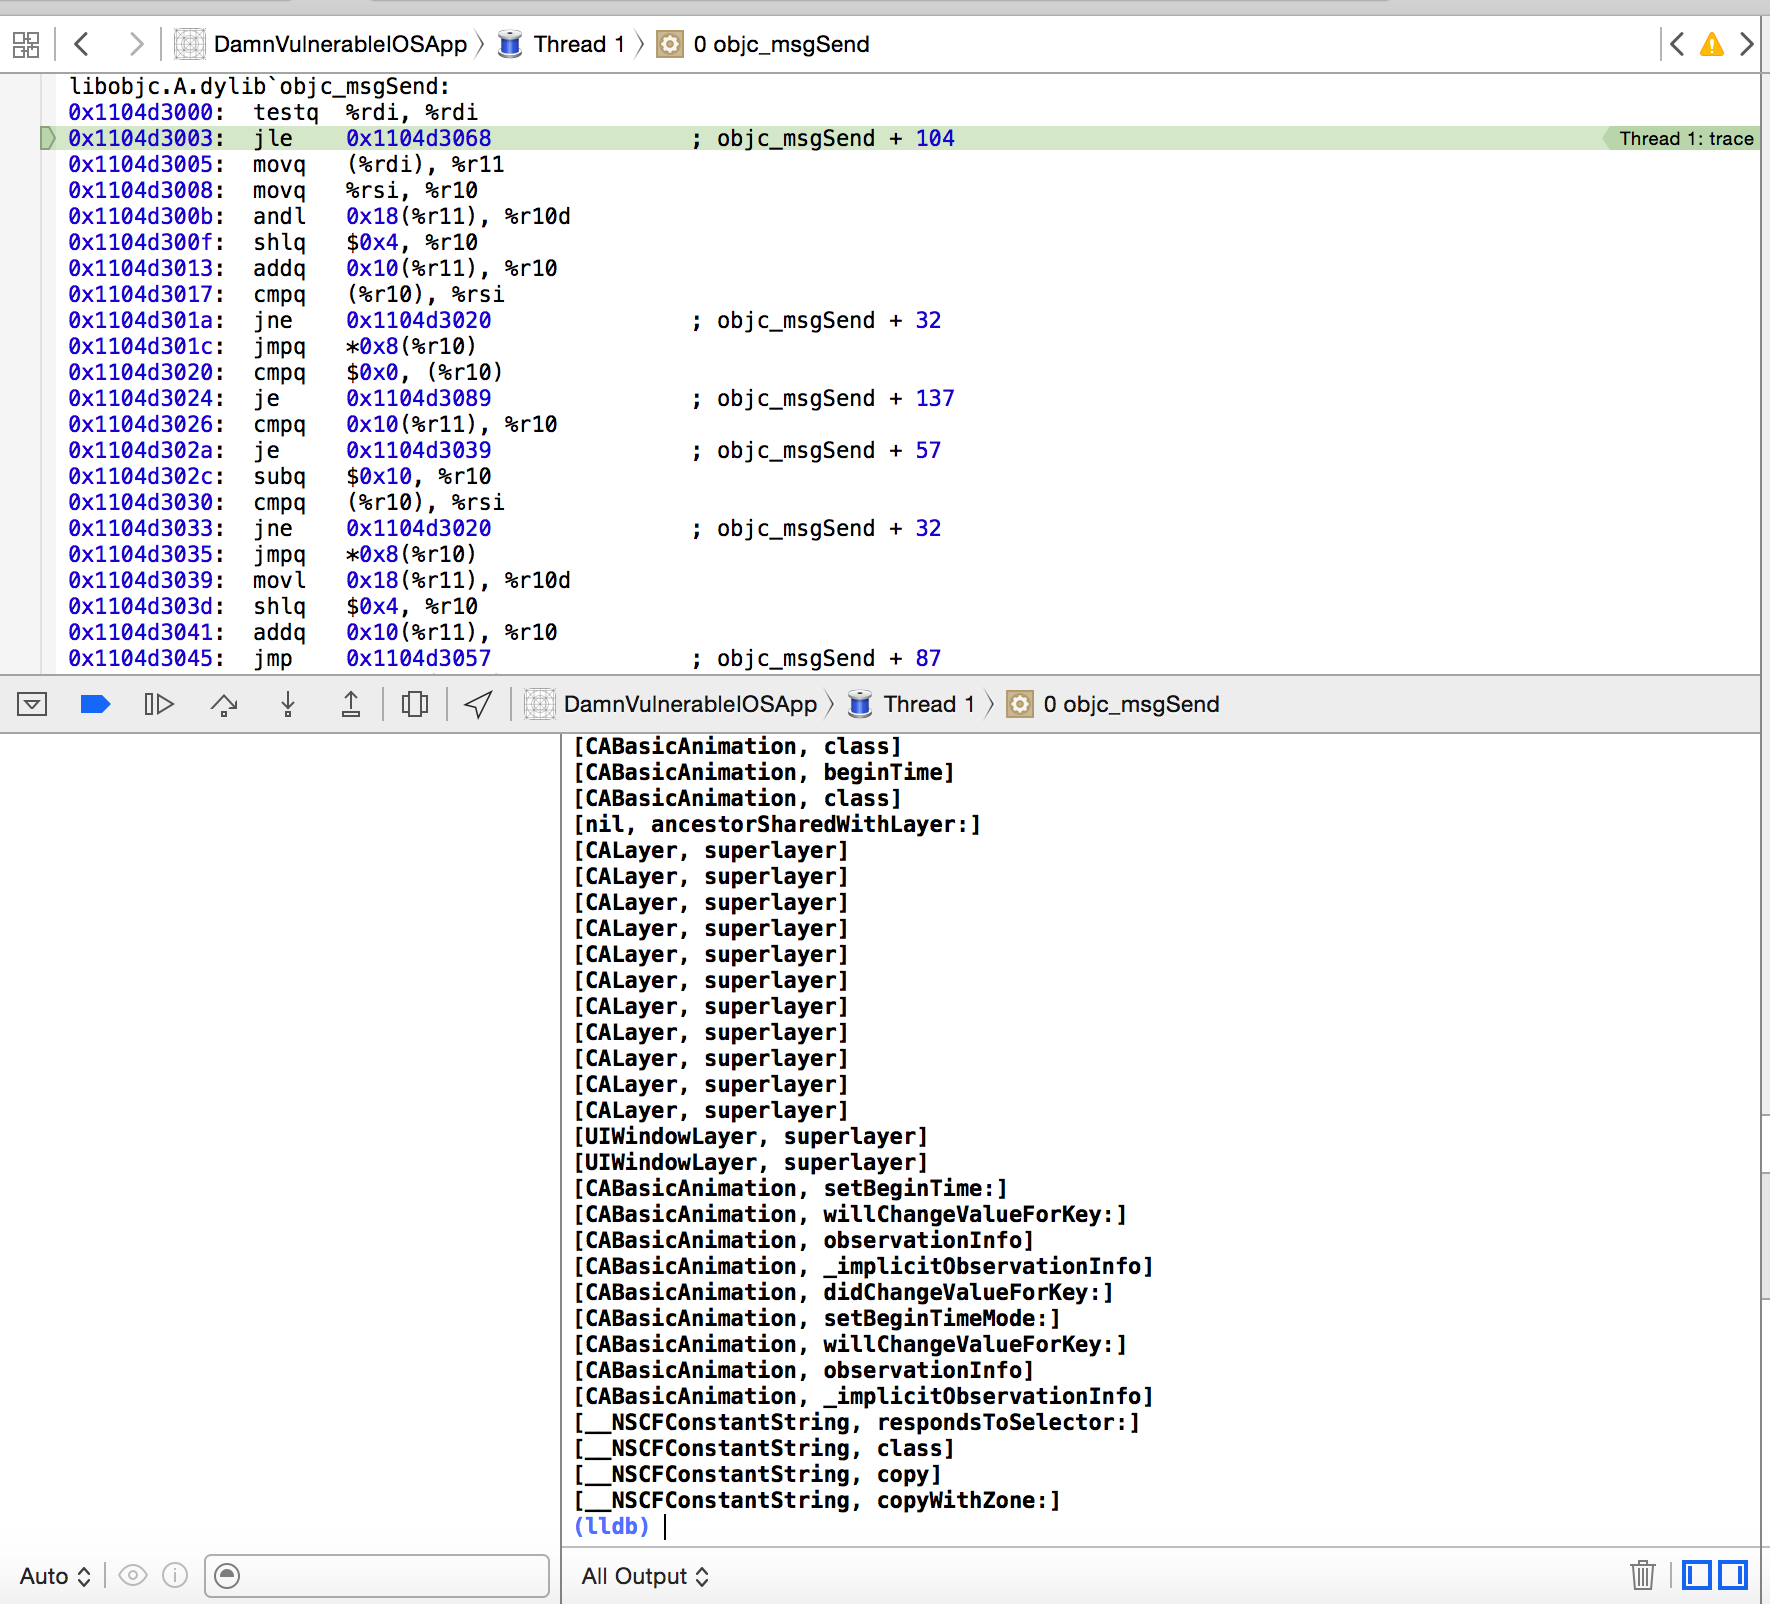 DamnVulnerableIOSApp 〉 Thread 1 〉 0 objc_msgSend
libobjc.A.dylib`objc_msgSend:
0x1104d3000:  testq  %rdi, %rdi
0x1104d3003:  jle    0x1104d3068               ; objc_msgSend + 104    Thread 1: trace
0x1104d3005:  movq   (%rdi), %r11
0x1104d3008:  movq   %rsi, %r10
0x1104d300b:  andl   0x18(%r11), %r10d
0x1104d300f:  shlq   $0x4, %r10
0x1104d3013:  addq   0x10(%r11), %r10
0x1104d3017:  cmpq   (%r10), %rsi
0x1104d301a:  jne    0x1104d3020               ; objc_msgSend + 32
0x1104d301c:  jmpq   *0x8(%r10)
0x1104d3020:  cmpq   $0x0, (%r10)
0x1104d3024:  je     0x1104d3089               ; objc_msgSend + 137
0x1104d3026:  cmpq   0x10(%r11), %r10
0x1104d302a:  je     0x1104d3039               ; objc_msgSend + 57
0x1104d302c:  subq   $0x10, %r10
0x1104d3030:  cmpq   (%r10), %rsi
0x1104d3033:  jne    0x1104d3020               ; objc_msgSend + 32
0x1104d3035:  jmpq   *0x8(%r10)
0x1104d3039:  movl   0x18(%r11), %r10d
0x1104d303d:  shlq   $0x4, %r10
0x1104d3041:  addq   0x10(%r11), %r10
0x1104d3045:  jmp    0x1104d3057               ; objc_msgSend + 87
DamnVulnerableIOSApp 〉 Thread 1 〉 0 objc_msgSend
[CABasicAnimation, class]
[CABasicAnimation, beginTime]
[CABasicAnimation, class]
[nil, ancestorSharedWithLayer:]
[CALayer, superlayer]
[CALayer, superlayer]
[CALayer, superlayer]
[CALayer, superlayer]
[CALayer, superlayer]
[CALayer, superlayer]
[CALayer, superlayer]
[CALayer, superlayer]
[CALayer, superlayer]
[CALayer, superlayer]
[CALayer, superlayer]
[UIWindowLayer, superlayer]
[UIWindowLayer, superlayer]
[CABasicAnimation, setBeginTime:]
[CABasicAnimation, willChangeValueForKey:]
[CABasicAnimation, observationInfo]
[CABasicAnimation, _implicitObservationInfo]
[CABasicAnimation, didChangeValueForKey:]
[CABasicAnimation, setBeginTimeMode:]
[CABasicAnimation, willChangeValueForKey:]
[CABasicAnimation, observationInfo]
[CABasicAnimation, _implicitObservationInfo]
[__NSCFConstantString, respondsToSelector:]
[__NSCFConstantString, class]
[__NSCFConstantString, copy]
[__NSCFConstantString, copyWithZone:]
(lldb)
Auto
All Output